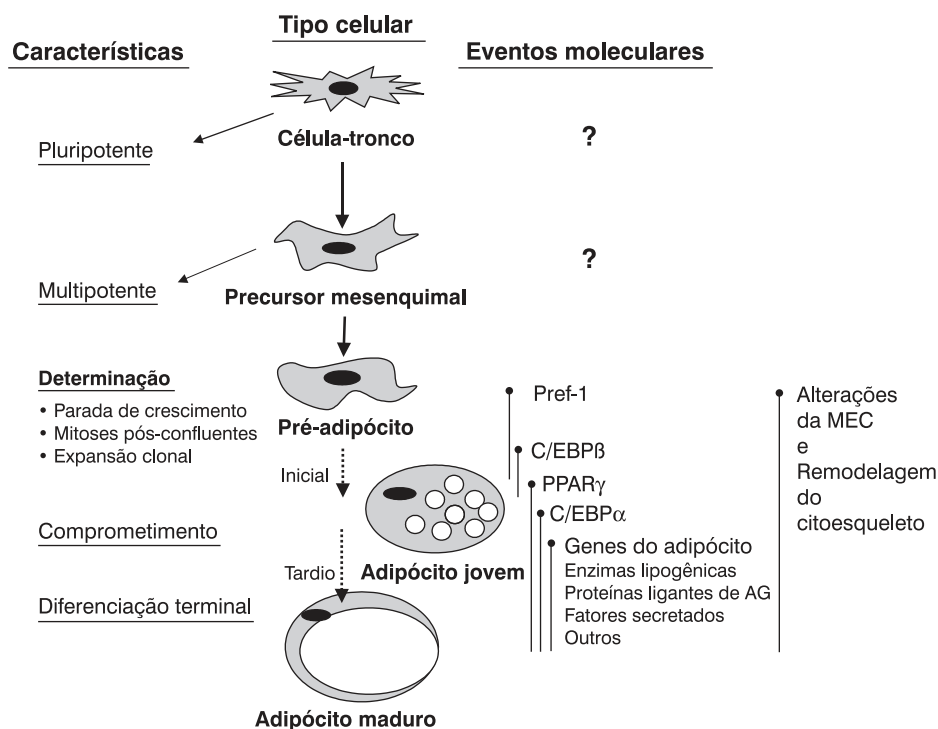 Características
Tipo celular
Eventos moleculares
Pluripotente
Célula-tronco
?
Multipotente
Precursor mesenquimal
?
Determinação
• Parada de crescimento
• Mitoses pós-confluentes
• Expansão clonal
Pré-adipócito
Inicial
Pref-1
C/EBPß
PPARγ
C/EBPα
Genes do adipócito
Enzimas lipogênicas
Proteínas ligantes de AG
Fatores secretados
Outros
Alterações
da MEC
e
Remodelagem
do
citoesqueleto
Comprometimento
Adipócito jovem
Tardio
Diferenciação terminal
Adipócito maduro